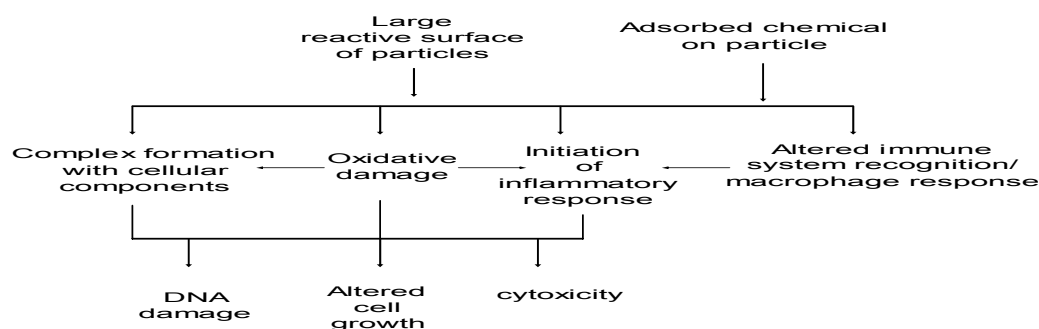 Large
reactive surface
of particles
Adsorbed chemical
on particle
Complex formation
with cellular
components
Oxidative
damage
Initiation
of
inflammatory
response
Altered immune
system recognition/
macrophage response
DNA
damage
Altered
cell
growth
cytoxicity